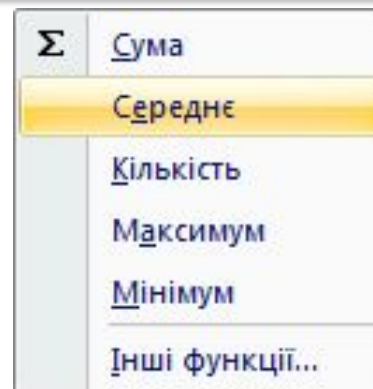 Σ Сума
Середнє
Кількість
Максимум
Мінімум
Інші функції...